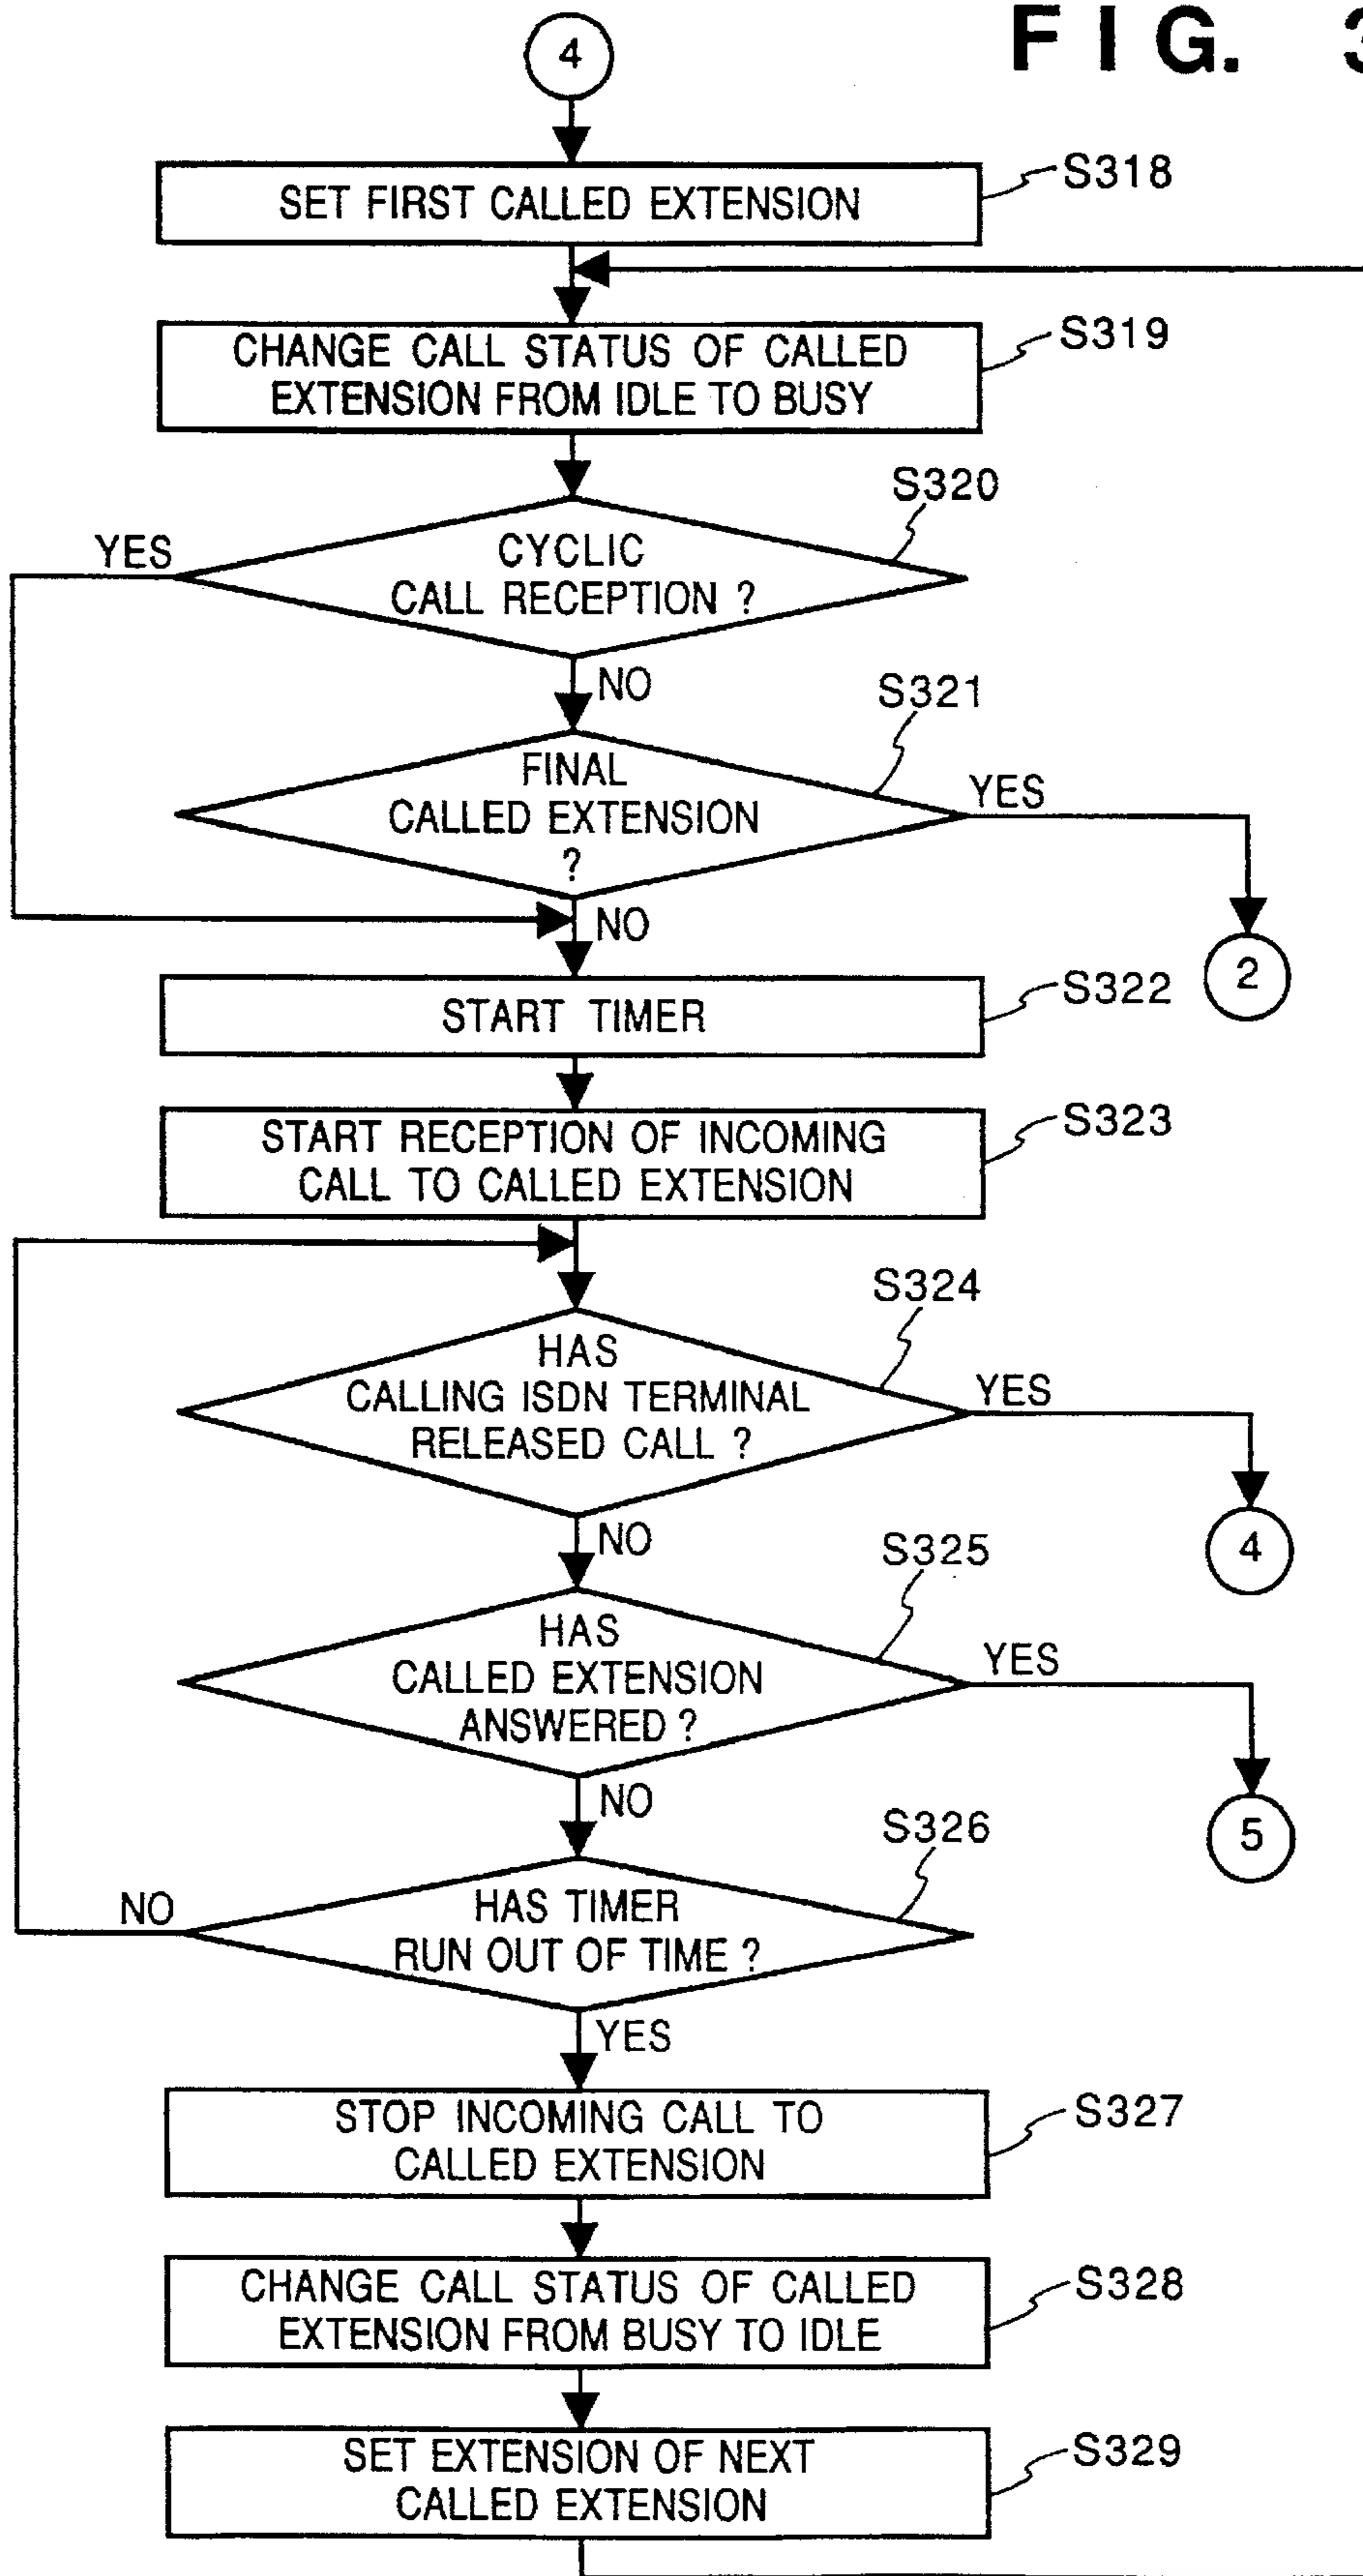 FIG. 3
4
SET FIRST CALLED EXTENSION
S318
CHANGE CALL STATUS OF CALLED
EXTENSION FROM IDLE TO BUSY
S319
S320
YES
CYCLIC
CALL RECEPTION ?
NO
S321
FINAL
CALLED EXTENSION
?
YES
NO
2
START TIMER
S322
START RECEPTION OF INCOMING
CALL TO CALLED EXTENSION
S323
S324
HAS
CALLING ISDN TERMINAL
RELEASED CALL ?
YES
4
NO
S325
HAS
CALLED EXTENSION
ANSWERED ?
YES
5
NO
S326
NO
HAS TIMER
RUN OUT OF TIME ?
YES
STOP INCOMING CALL TO
CALLED EXTENSION
S327
CHANGE CALL STATUS OF CALLED
EXTENSION FROM BUSY TO IDLE
S328
SET EXTENSION OF NEXT
CALLED EXTENSION
S329